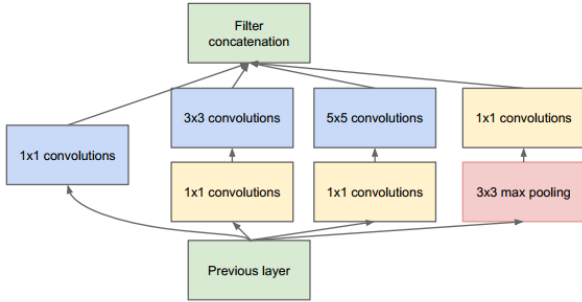 Filter
concatenation
3x3 convolutions
5x5 convolutions
1x1 convolutions
1x1 convolutions
1x1 convolutions
1x1 convolutions
3x3 max pooling
Previous layer